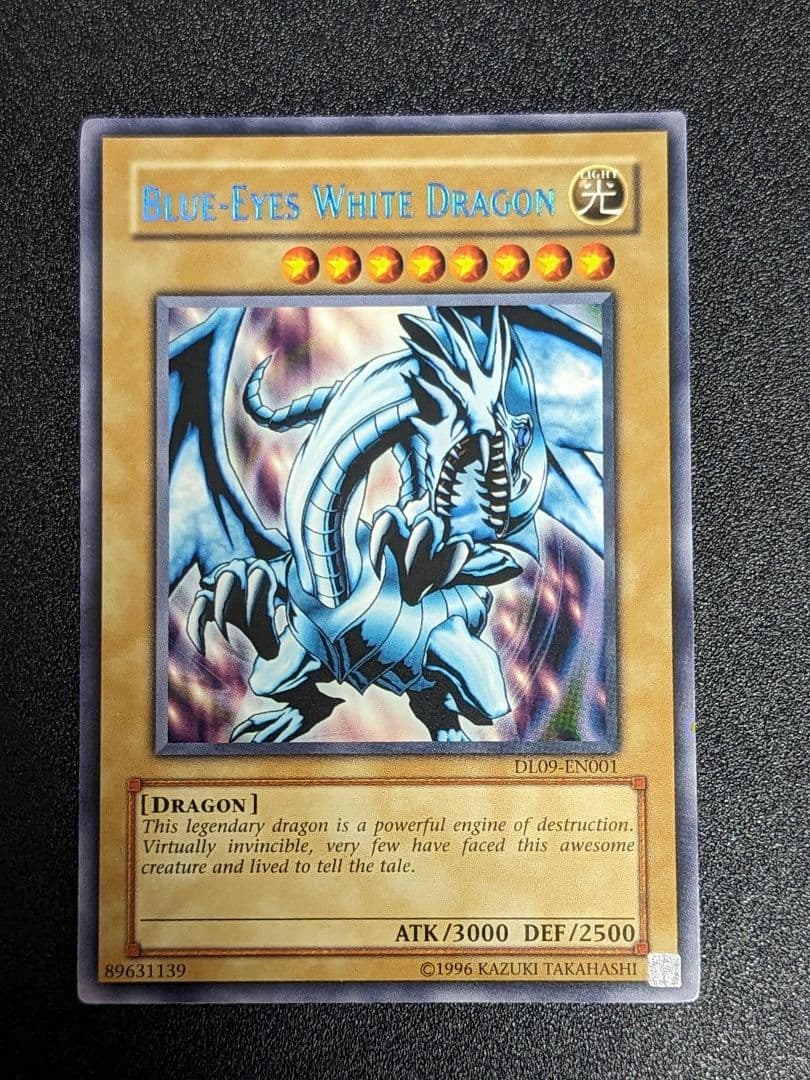 BLUE-EYES WHITE DRAGON
LIGHT
光
DL09-EN001
[DRAGON]
This legendary dragon is a powerful engine of destruction.
Virtually invincible, very few have faced this awesome
creature and lived to tell the tale.
ATK/3000 DEF/2500
89631139 ©1996 KAZUKI TAKAHASHI